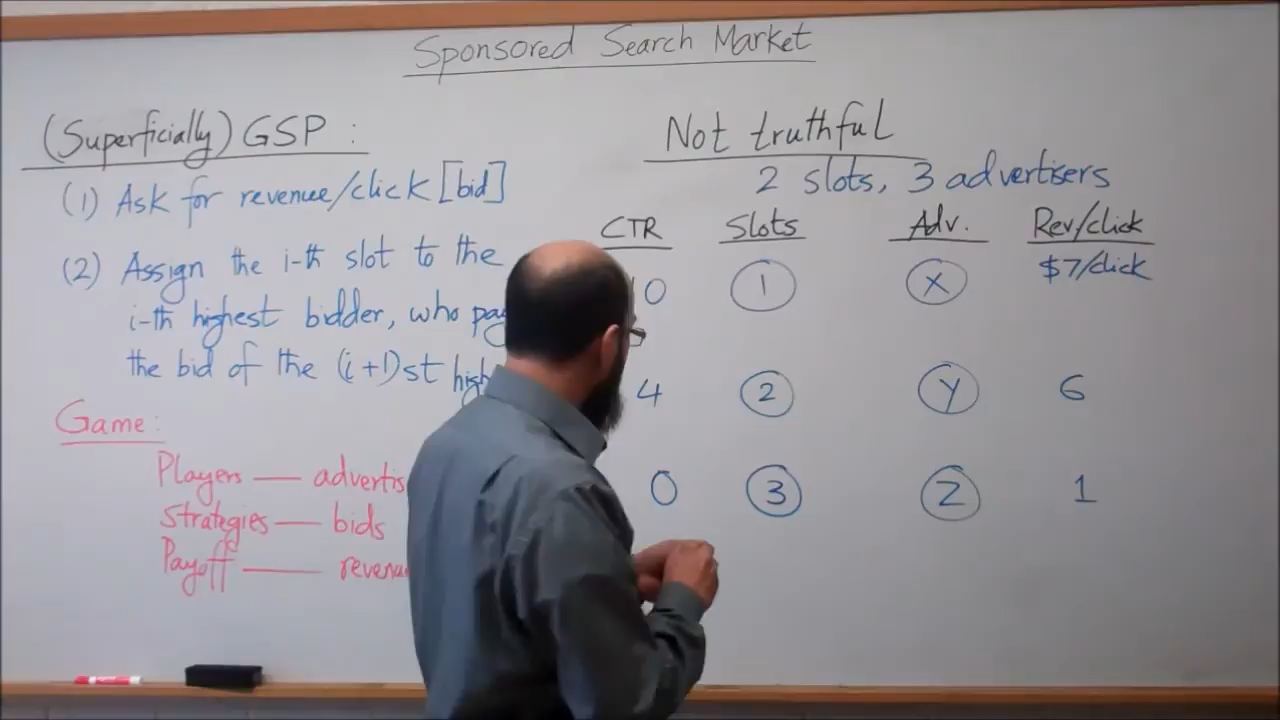 Sponsored Search Market
(Superficially) GSP :
(1) Ask for revenue/click [bid]
(2) Assign the i-th slot to the
i-th highest bidder, who
the bid of the (i+1)st
Game:
Players —
Strategies — bids
Payoff —
Not truthful
2 slots, 3 advertisers
CTR Slots Adv. Rev/click
10 1 X $7/click
4 2 Y 6
0 3 Z 1